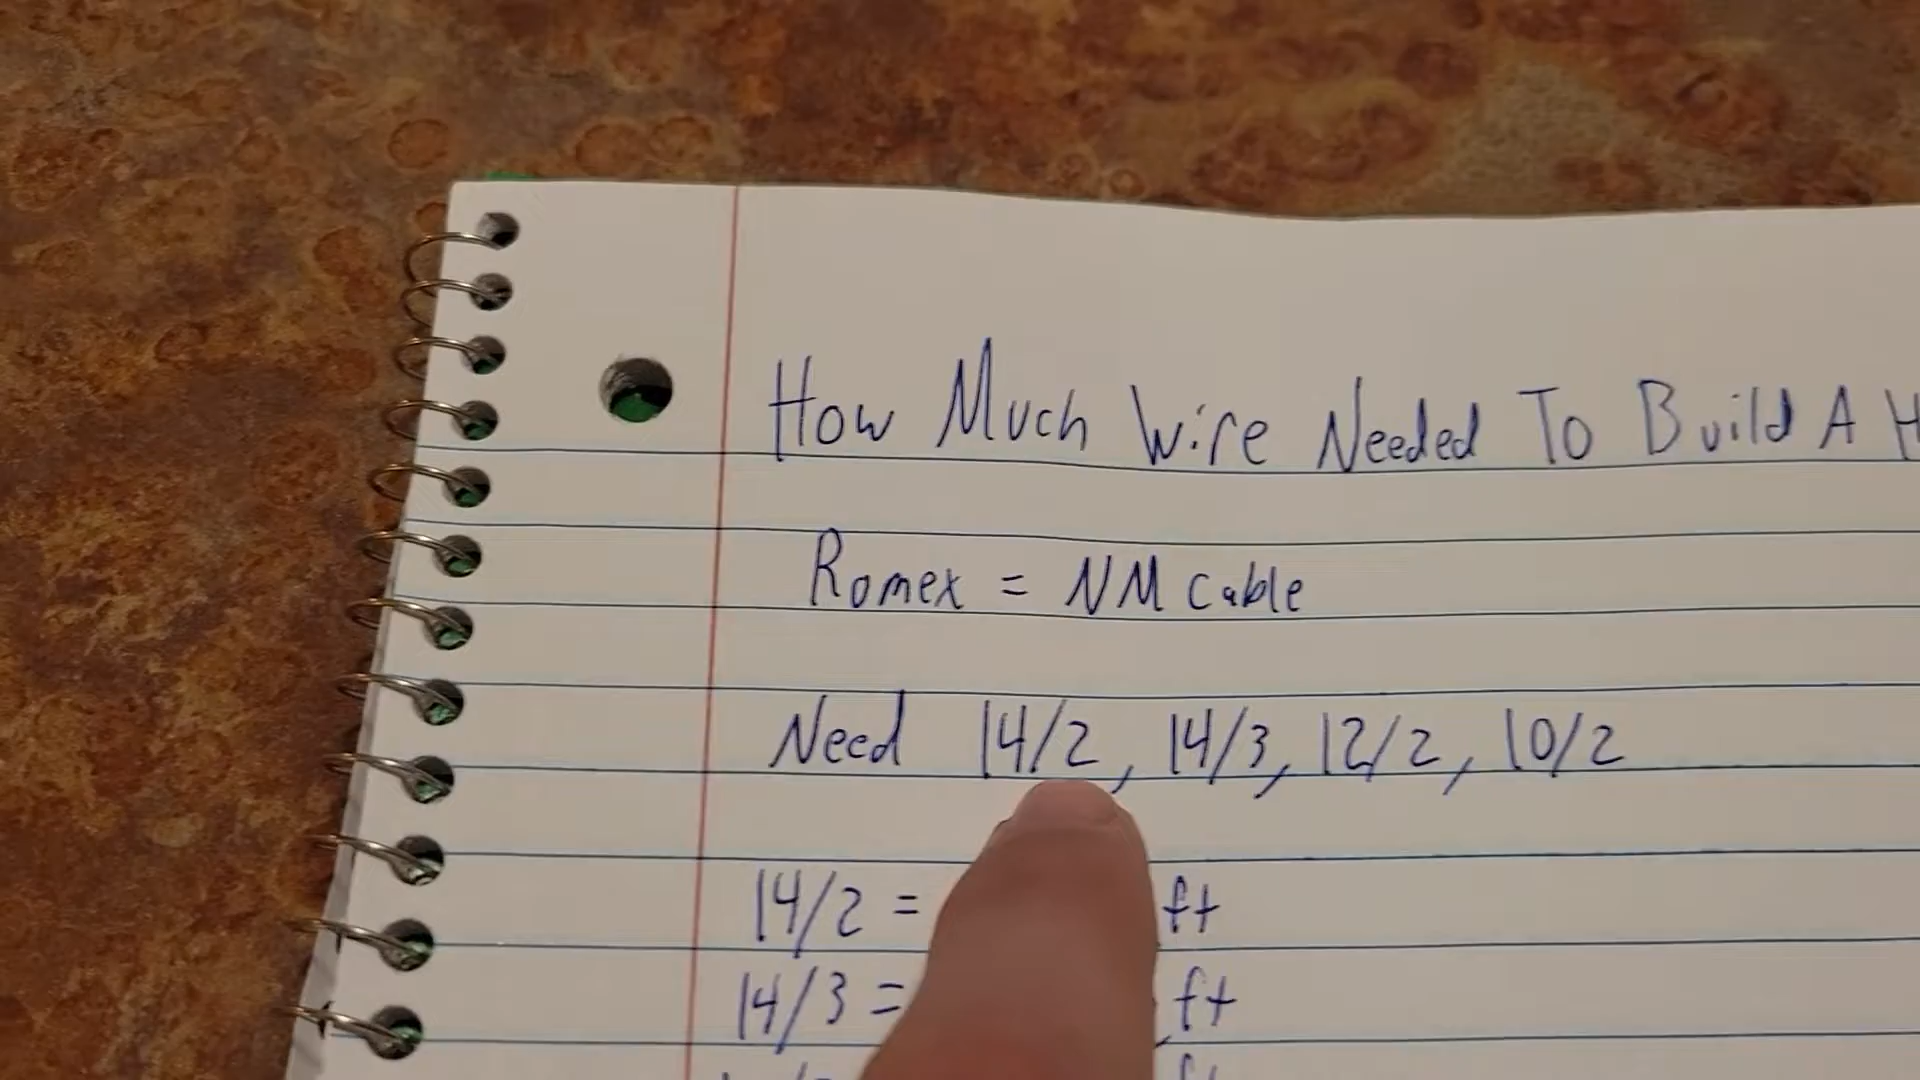 How Much Wire Needed To Build A H
Romex = NM cable
Need 14/2, 14/3, 12/2, 10/2
14/2 = ft
14/3 = ft
ft